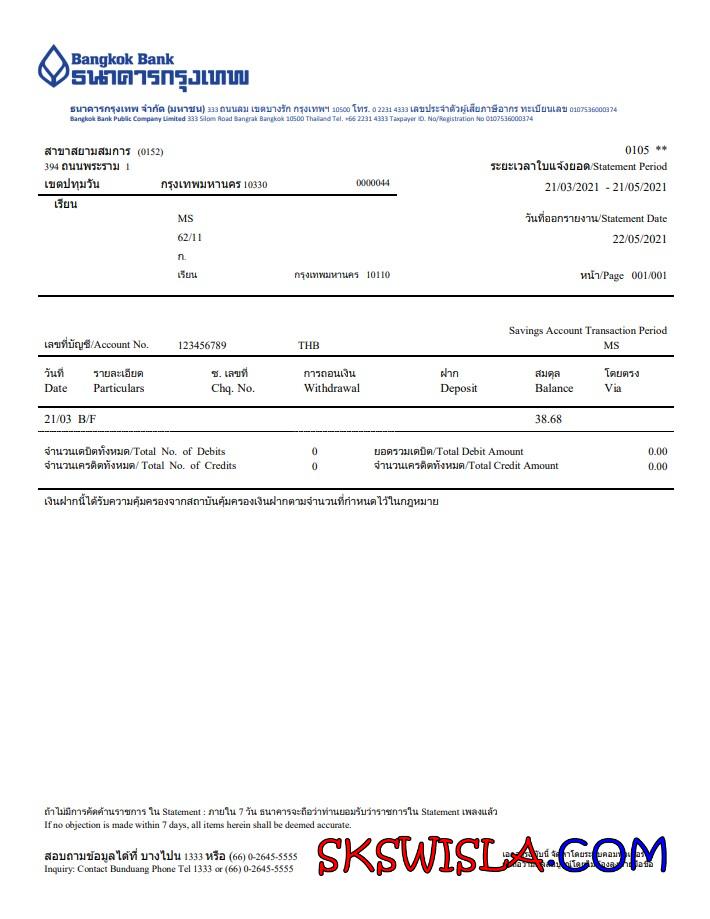 Bangkok Bank
ธนาคารกรุงเทพ
ธนาคารกรุงเทพ จำกัด (มหาชน) 333 ถนนสีลม เขตบางรัก กรุงเทพฯ 10500 โทร. 0 2231 4333 เลขประจำตัวผู้เสียภาษีอากร ทะเบียนเลข 0107536000374
Bangkok Bank Public Company Limited 333 Silom Road Bangrak Bangkok 10500 Thailand Tel. +66 2231 4333 Taxpayer ID. No/Registration No 0107536000374
สาขาสยามสมการ (0152) 0105 **
394 ถนนพระราม 1 ระยะเวลาใบแจ้งยอด/Statement Period
เขตปทุมวัน กรุงเทพมหานคร 10330 0000044 21/03/2021 - 21/05/2021
เรียน
MS วันที่ออกรายงาน/Statement Date
62/11 22/05/2021
ก.
เรียน กรุงเทพมหานคร 10110 หน้า/Page 001/001
Savings Account Transaction Period
เลขที่บัญชี/Account No. 123456789 THB MS
วันที่ รายละเอียด ช. เลขที่ การถอนเงิน ฝาก สมดุล โดยตรง
Date Particulars Chq. No. Withdrawal Deposit Balance Via
21/03 B/F 38.68
จำนวนเดบิตทั้งหมด/Total No. of Debits 0 ยอดรวมเดบิต/Total Debit Amount 0.00
จำนวนเครดิตทั้งหมด/ Total No. of Credits 0 จำนวนเครดิตทั้งหมด/Total Credit Amount 0.00
เงินฝากนี้ได้รับความคุ้มครองจากสถาบันคุ้มครองเงินฝากตามจำนวนที่กำหนดไว้ในกฎหมาย
ถ้าไม่มีการคัดค้านราชการ ใน Statement : ภายใน 7 วัน ธนาคารจะถือว่าท่านยอมรับว่าราชการใน Statement เพลงแล้ว
If no objection is made within 7 days, all items herein shall be deemed accurate.
สอบถามข้อมูลได้ที่ บางไปน 1333 หรือ (66) 0-2645-5555
Inquiry: Contact Bunduang Phone Tel 1333 or (66) 0-2645-5555
SKSWISLA.COM